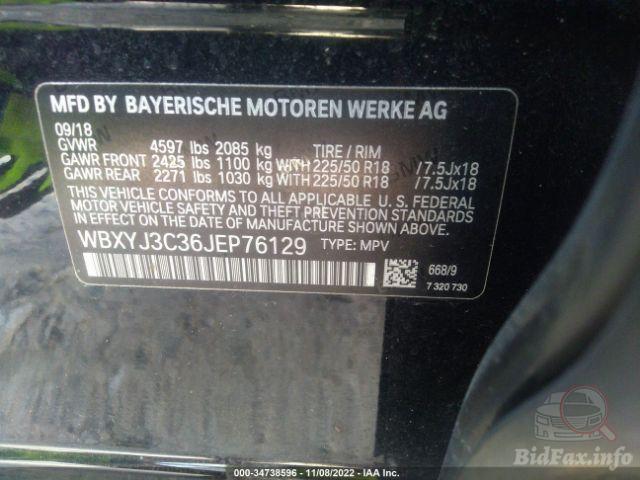 MFD BY BAYERISCHE MOTOREN WERKE AG
09/18
GVWR 4597 lbs 2085 kg TIRE / RIM
GAWR FRONT 2425 lbs 1100 kg WITH 225/50 R18 /7.5Jx18
GAWR REAR 2271 lbs 1030 kg WITH 225/50 R18 /7.5Jx18
THIS VEHICLE CONFORMS TO ALL APPLICABLE U. S. FEDERAL
MOTOR VEHICLE SAFETY AND THEFT PREVENTION STANDARDS
IN EFFECT ON THE DATE OF MANUFACTURE SHOWN ABOVE.
WBXYJ3C36JEP76129 TYPE: MPV
668/9
7 320 730
BidFax.info
000-34738596 - 11/08/2022 - IAA Inc.